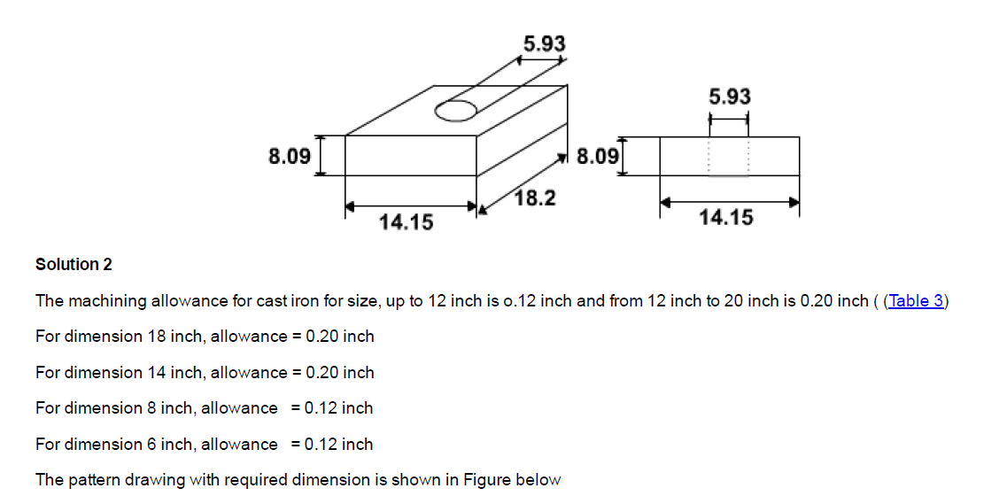 5.93
5.93
8.09
8.09
18.2
14.15
14.15
Solution 2
The machining allowance for cast iron for size, up to 12 inch is o.12 inch and from 12 inch to 20 inch is 0.20 inch ( (Table 3)
For dimension 18 inch, allowance = 0.20 inch
For dimension 14 inch, allowance = 0.20 inch
For dimension 8 inch, allowance = 0.12 inch
For dimension 6 inch, allowance = 0.12 inch
The pattern drawing with required dimension is shown in Figure below